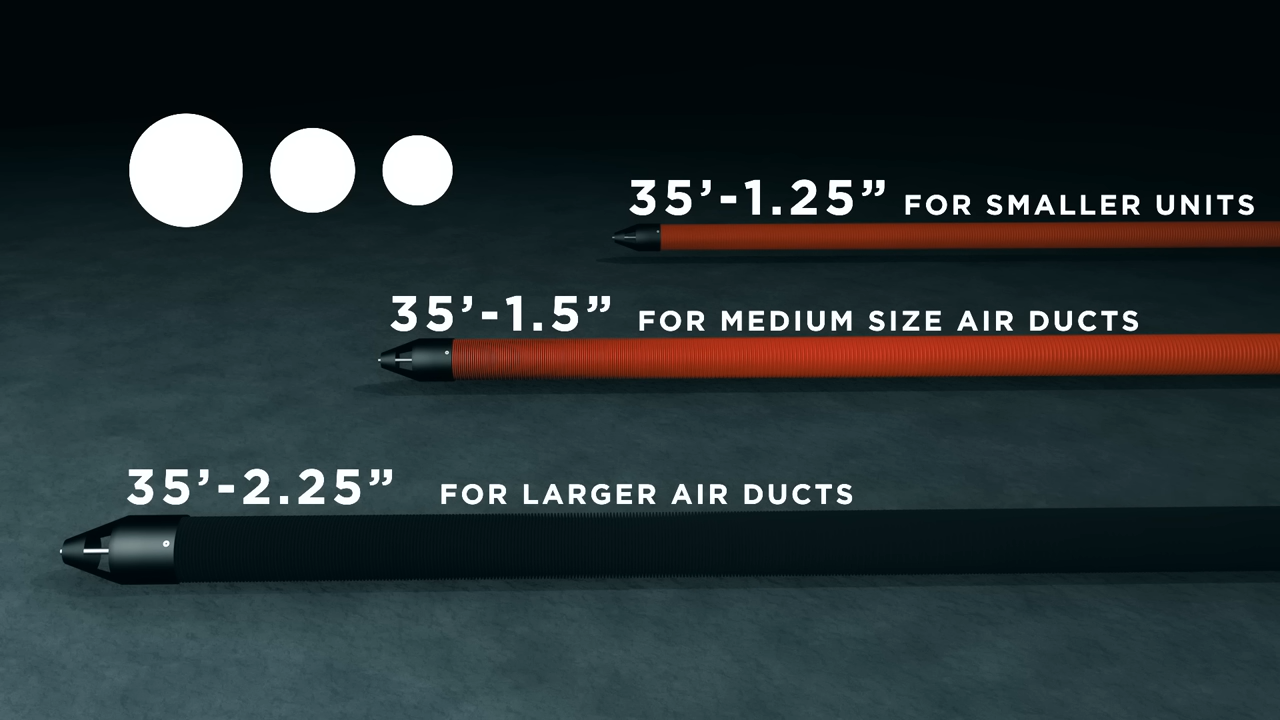 35’-1.25” FOR SMALLER UNITS
35’-1.5” FOR MEDIUM SIZE AIR DUCTS
35’-2.25” FOR LARGER AIR DUCTS